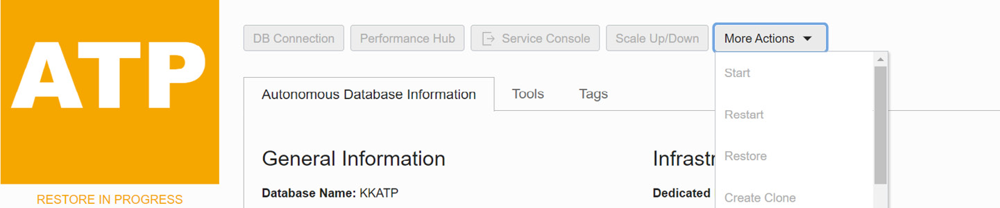 ATP
RESTORE IN PROGRESS
DB Connection
Performance Hub
Service Console
Scale Up/Down
More Actions
Start
Restart
Restore
Create Clone
Autonomous Database Information
Tools
Tags
General Information
Database Name: KKATP
Infrastr
Dedicated